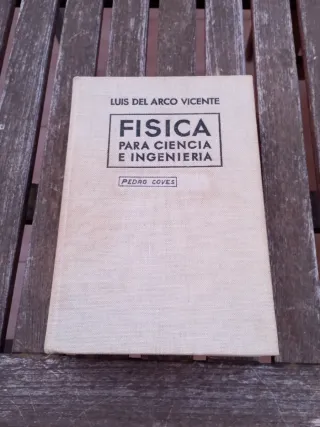 LUIS DEL ARCO VICENTE
FISICA
PARA CIENCIA
E INGENIERIA
PEDRO COVES